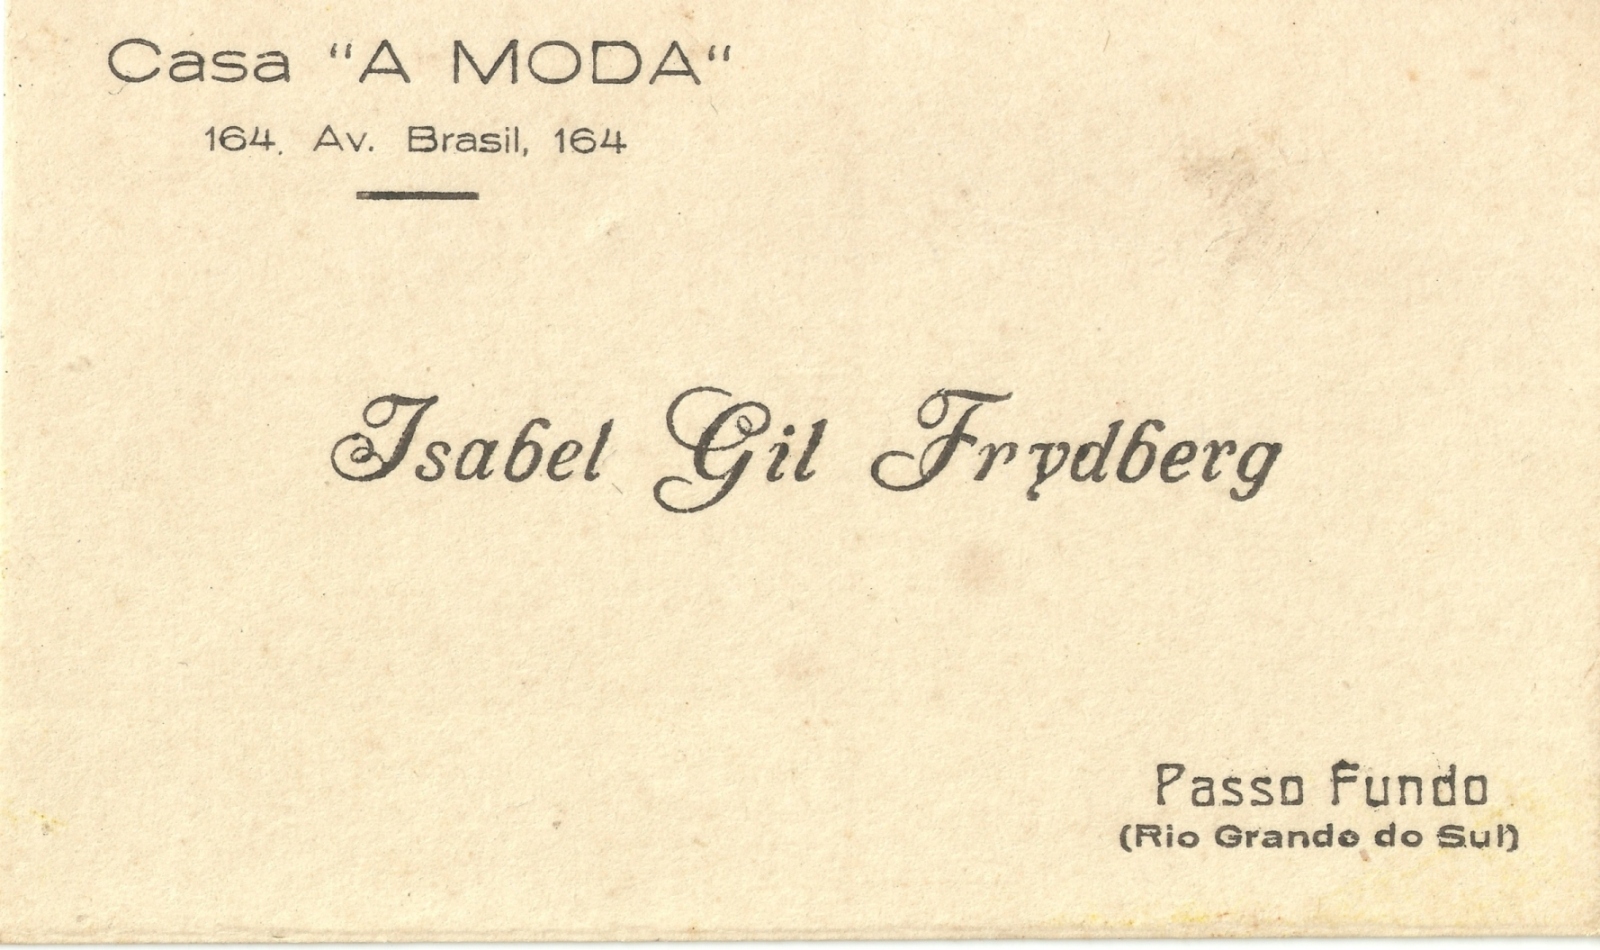 Casa "A MODA"
164. Av. Brasil, 164
Isabel Gil Frydberg
Passo Fundo
(Rio Grande do Sul)